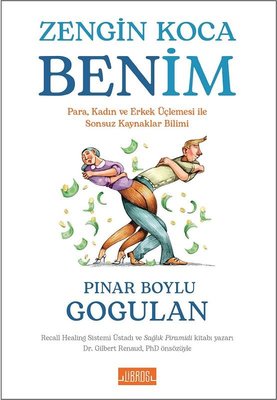 ZENGİN KOCA
BENİM
Para, Kadın ve Erkek Üçlemesi ile
Sonsuz Kaynaklar Bilimi
PINAR BOYLU
GOGULAN
Recall Healing Sistemi Üstadı ve Sağlık Piramidi kitabı yazarı
Dr. Gilbert Renaud, PhD önsözüyle
LIBROS